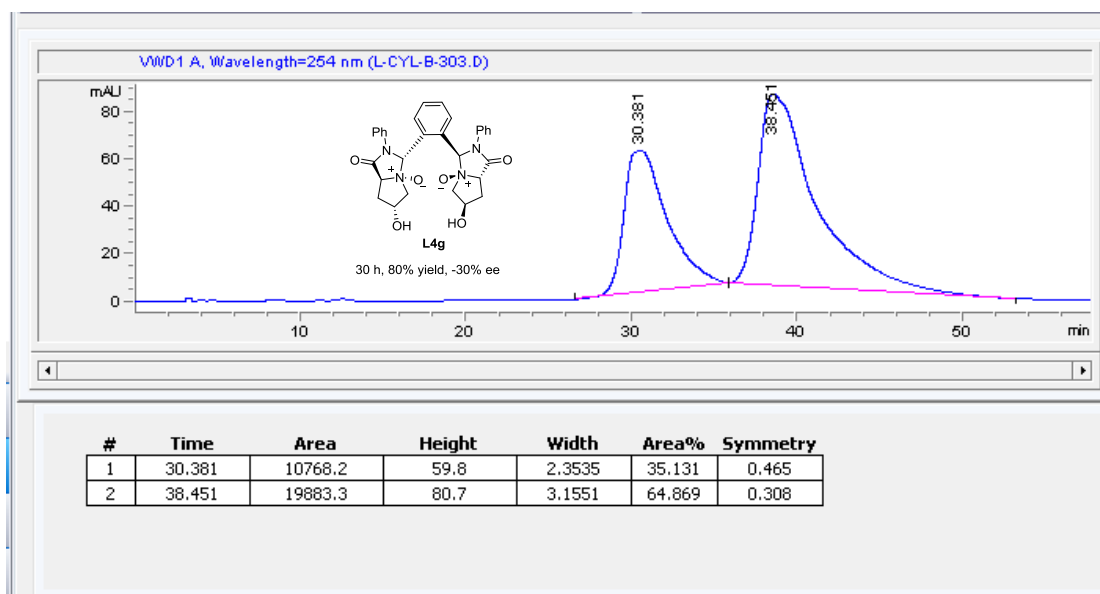 VWD1 A, Wavelength=254 nm (L-CYL-B-303.D)
mAU
80
60
40
20
0
10
20
30
40
50
min
30.381
38.451
Ph
N
O
N
+
O
−
OH
Ph
N
O
N
+
O
−
HO
L4g
30 h, 80% yield, -30% ee
# Time Area Height Width Area% Symmetry
1 30.381 10768.2 59.8 2.3535 35.131 0.465
2 38.451 19883.3 80.7 3.1551 64.869 0.308